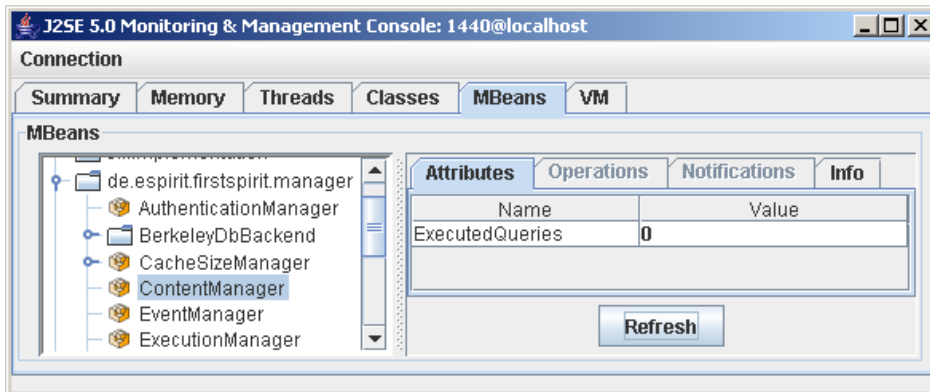 J2SE 5.0 Monitoring & Management Console: 1440@localhost
Connection
Summary Memory Threads Classes MBeans VM
MBeans
de.espirit.firstspirit.manager
AuthenticationManager
BerkeleyDbBackend
CacheSizeManager
ContentManager
EventManager
ExecutionManager
Attributes Operations Notifications Info
Name Value
ExecutedQueries 0
Refresh